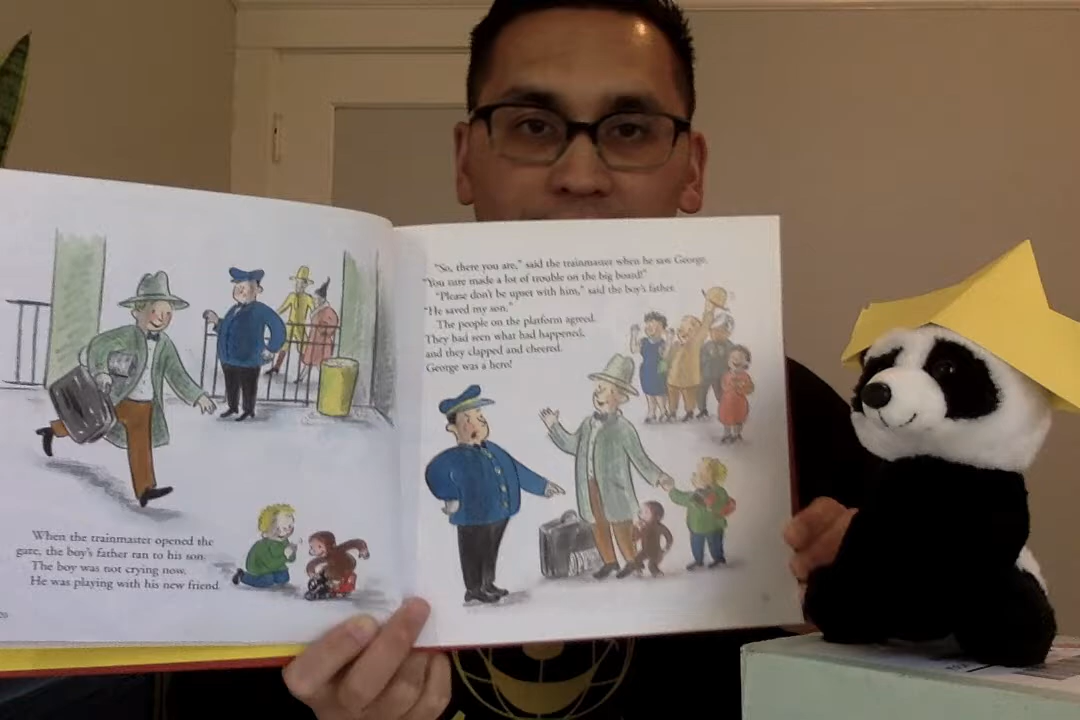 When the trainmaster opened the
gate, the boy's father ran to his son.
The boy was not crying now.
He was playing with his new friend.
"So, there you are," said the trainmaster when he saw George.
"You sure made a lot of trouble on the big board!"
"Please don't be upset with him," said the boy's father.
"He saved my son."
The people on the platform agreed.
They had seen what had happened,
and they clapped and cheered.
George was a hero!